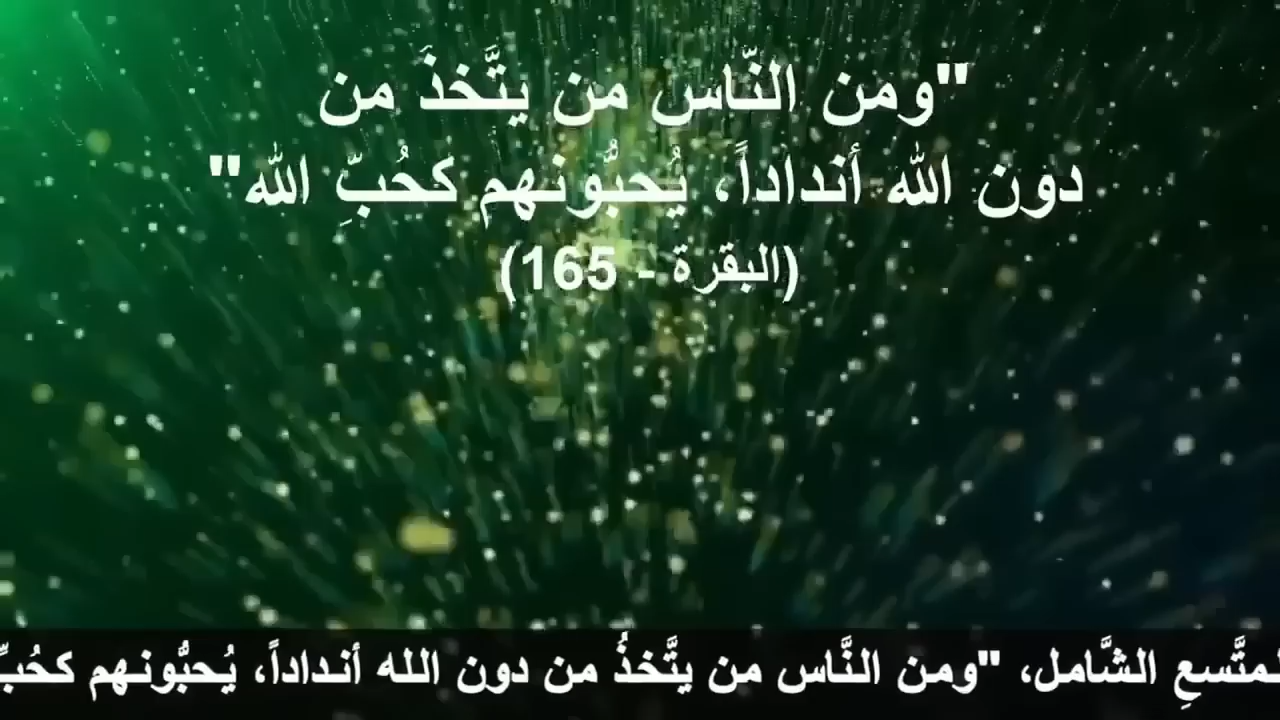 "ومن النّاس من يتَّخذَ من
دون الله أنداداً، يُحبُّونهم كحُبِّ الله"
(البقرة - 165)
لمتَّسعِ الشَّامل، "ومن النَّاس من يتَّخذُ من دون الله أنداداً، يُحبُّونهم كحُبِّ